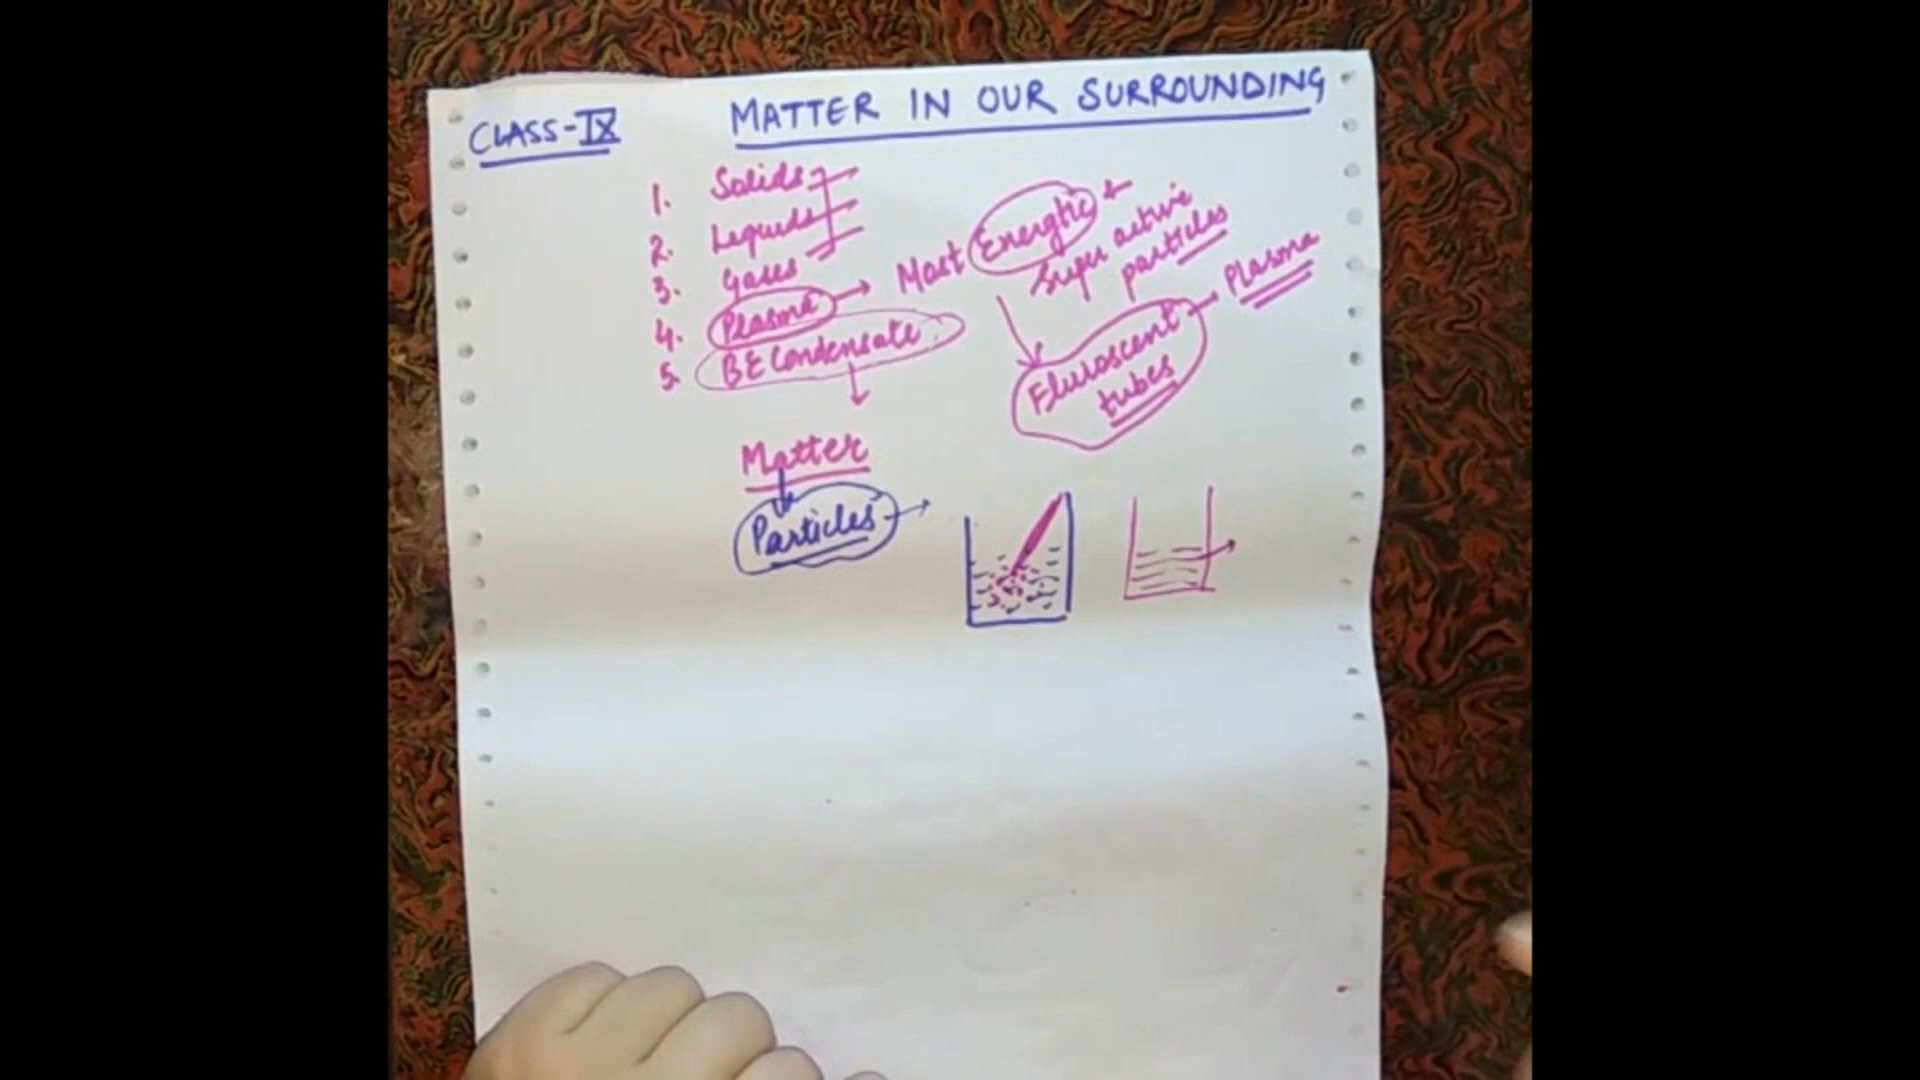 CLASS-IX
MATTER IN OUR SURROUNDING
1. Solids
2. Liquids
3. Gases
4. Plasma → Most Energtic
Super active
particles
5. BE Condensate
Fluroscent
tubes
Plasma
Matter
Particles